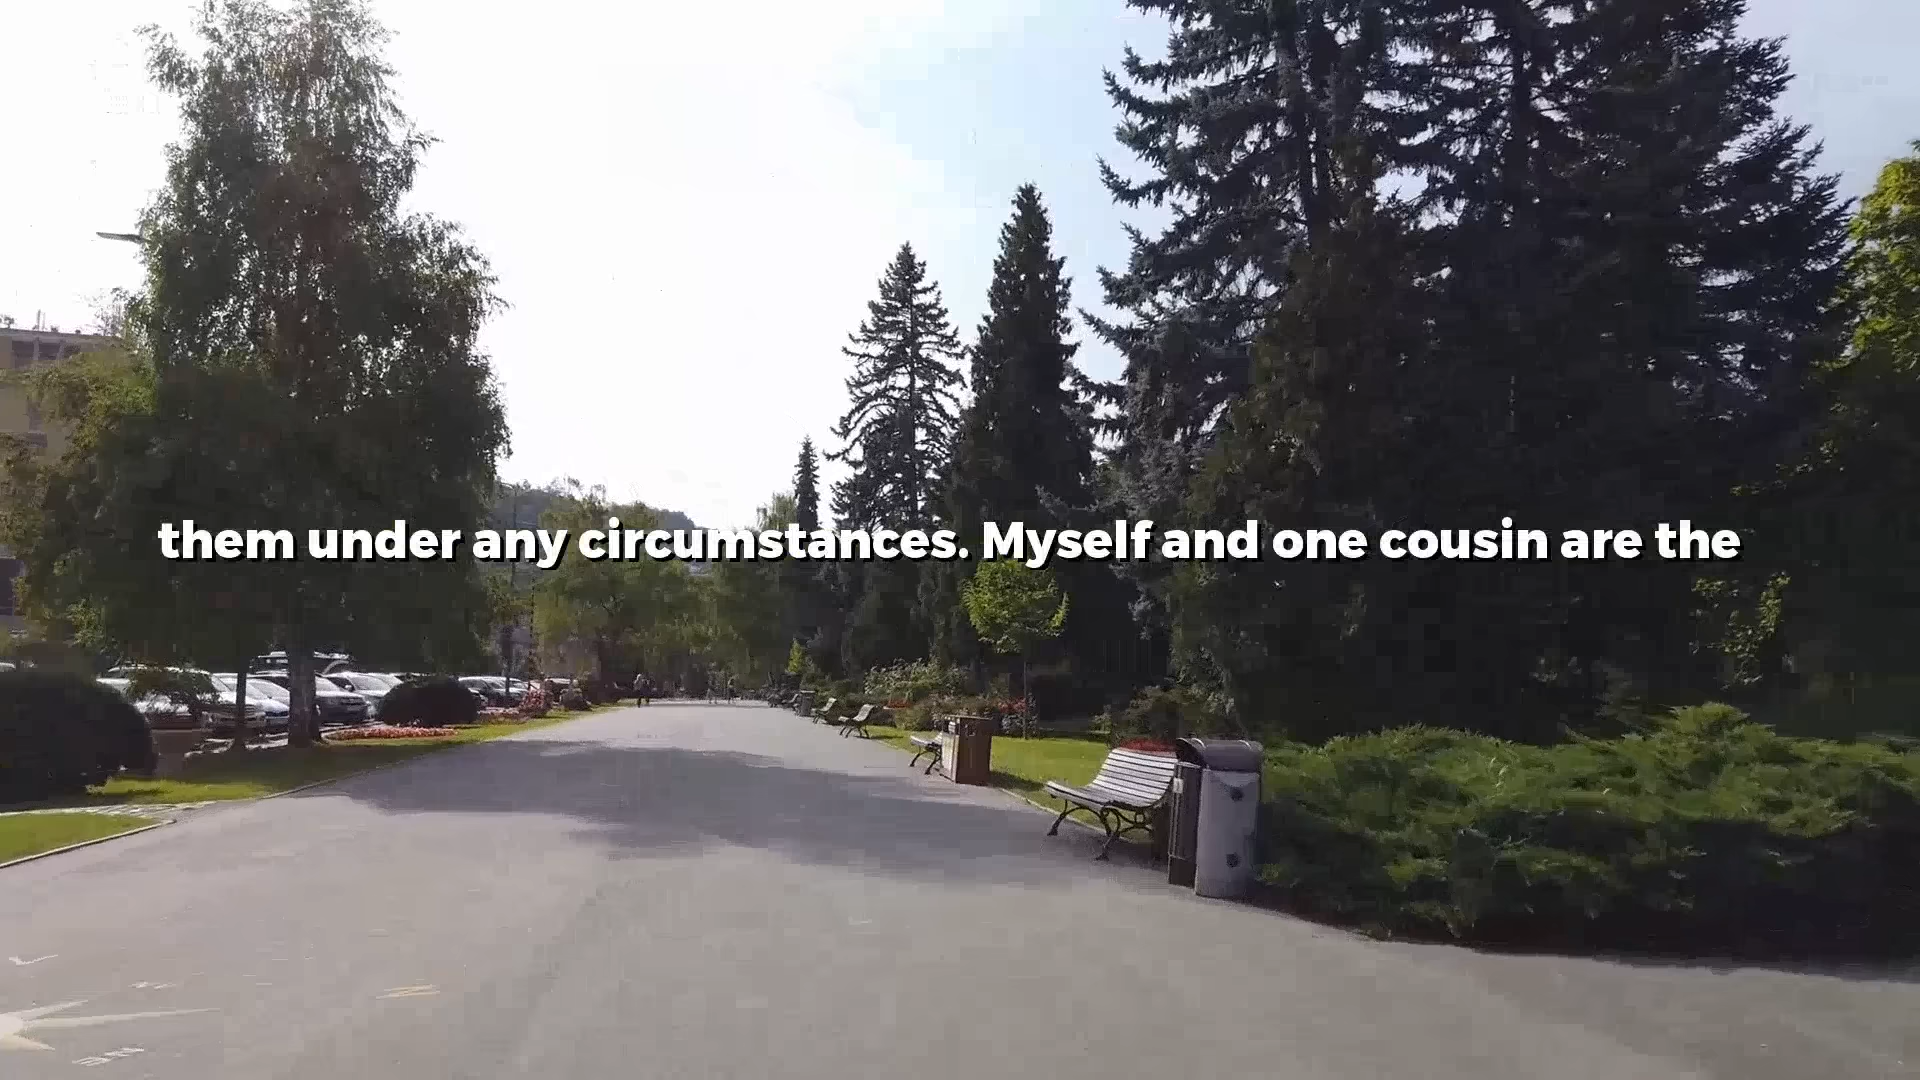 them under any circumstances. Myself and one cousin are the